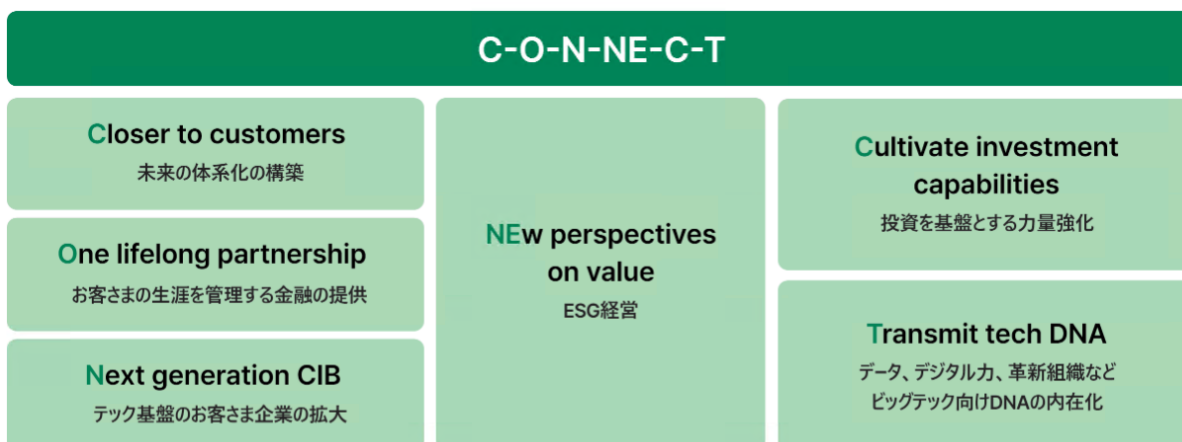 C-O-N-NE-C-T
Closer to customers
未来の体系化の構築
One lifelong partnership
お客さまの生涯を管理する金融の提供
Next generation CIB
テック基盤のお客さま企業の拡大
NEw perspectives
on value
ESG経営
Cultivate investment
capabilities
投資を基盤とする力量強化
Transmit tech DNA
データ、デジタル力、革新組織など
ビッグテック向けDNAの内在化